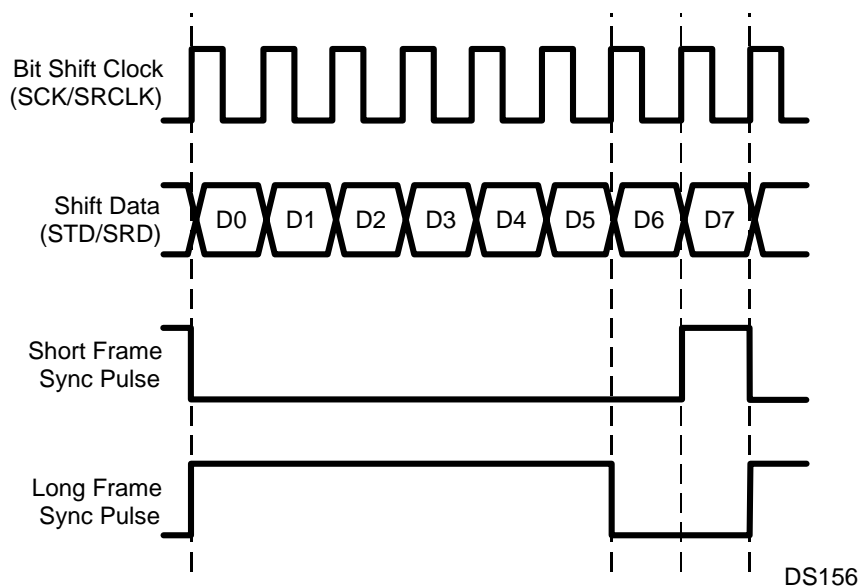 Bit Shift Clock
(SCK/SRCLK)
Shift Data
(STD/SRD)
D0 D1 D2 D3 D4 D5 D6 D7
Short Frame
Sync Pulse
Long Frame
Sync Pulse
DS156